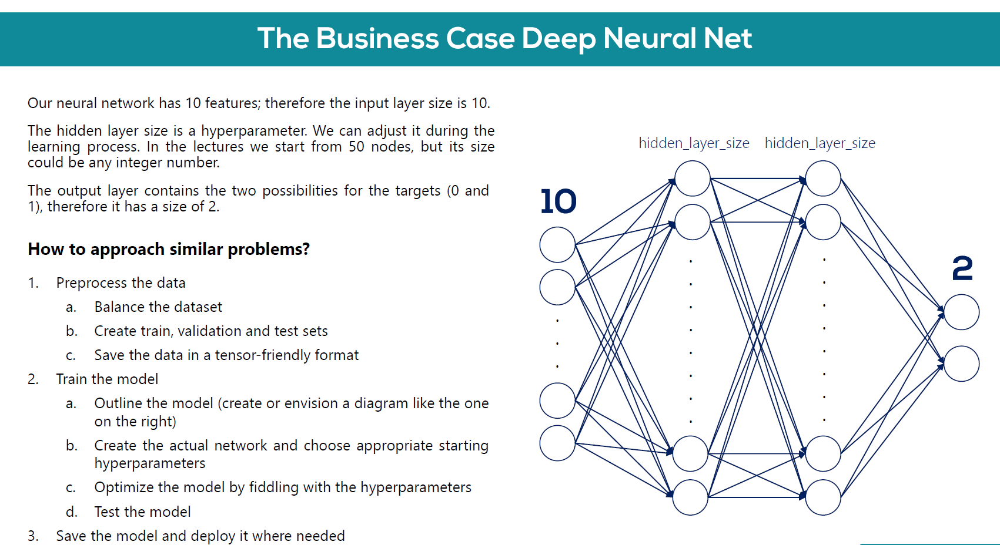 The Business Case Deep Neural Net
Our neural network has 10 features; therefore the input layer size is 10.
The hidden layer size is a hyperparameter. We can adjust it during the
learning process. In the lectures we start from 50 nodes, but its size
could be any integer number.
The output layer contains the two possibilities for the targets (0 and
1), therefore it has a size of 2.
How to approach similar problems?
1. Preprocess the data
a. Balance the dataset
b. Create train, validation and test sets
c. Save the data in a tensor-friendly format
2. Train the model
a. Outline the model (create or envision a diagram like the one
on the right)
b. Create the actual network and choose appropriate starting
hyperparameters
c. Optimize the model by fiddling with the hyperparameters
d. Test the model
3. Save the model and deploy it where needed
hidden_layer_size hidden_layer_size
10
2